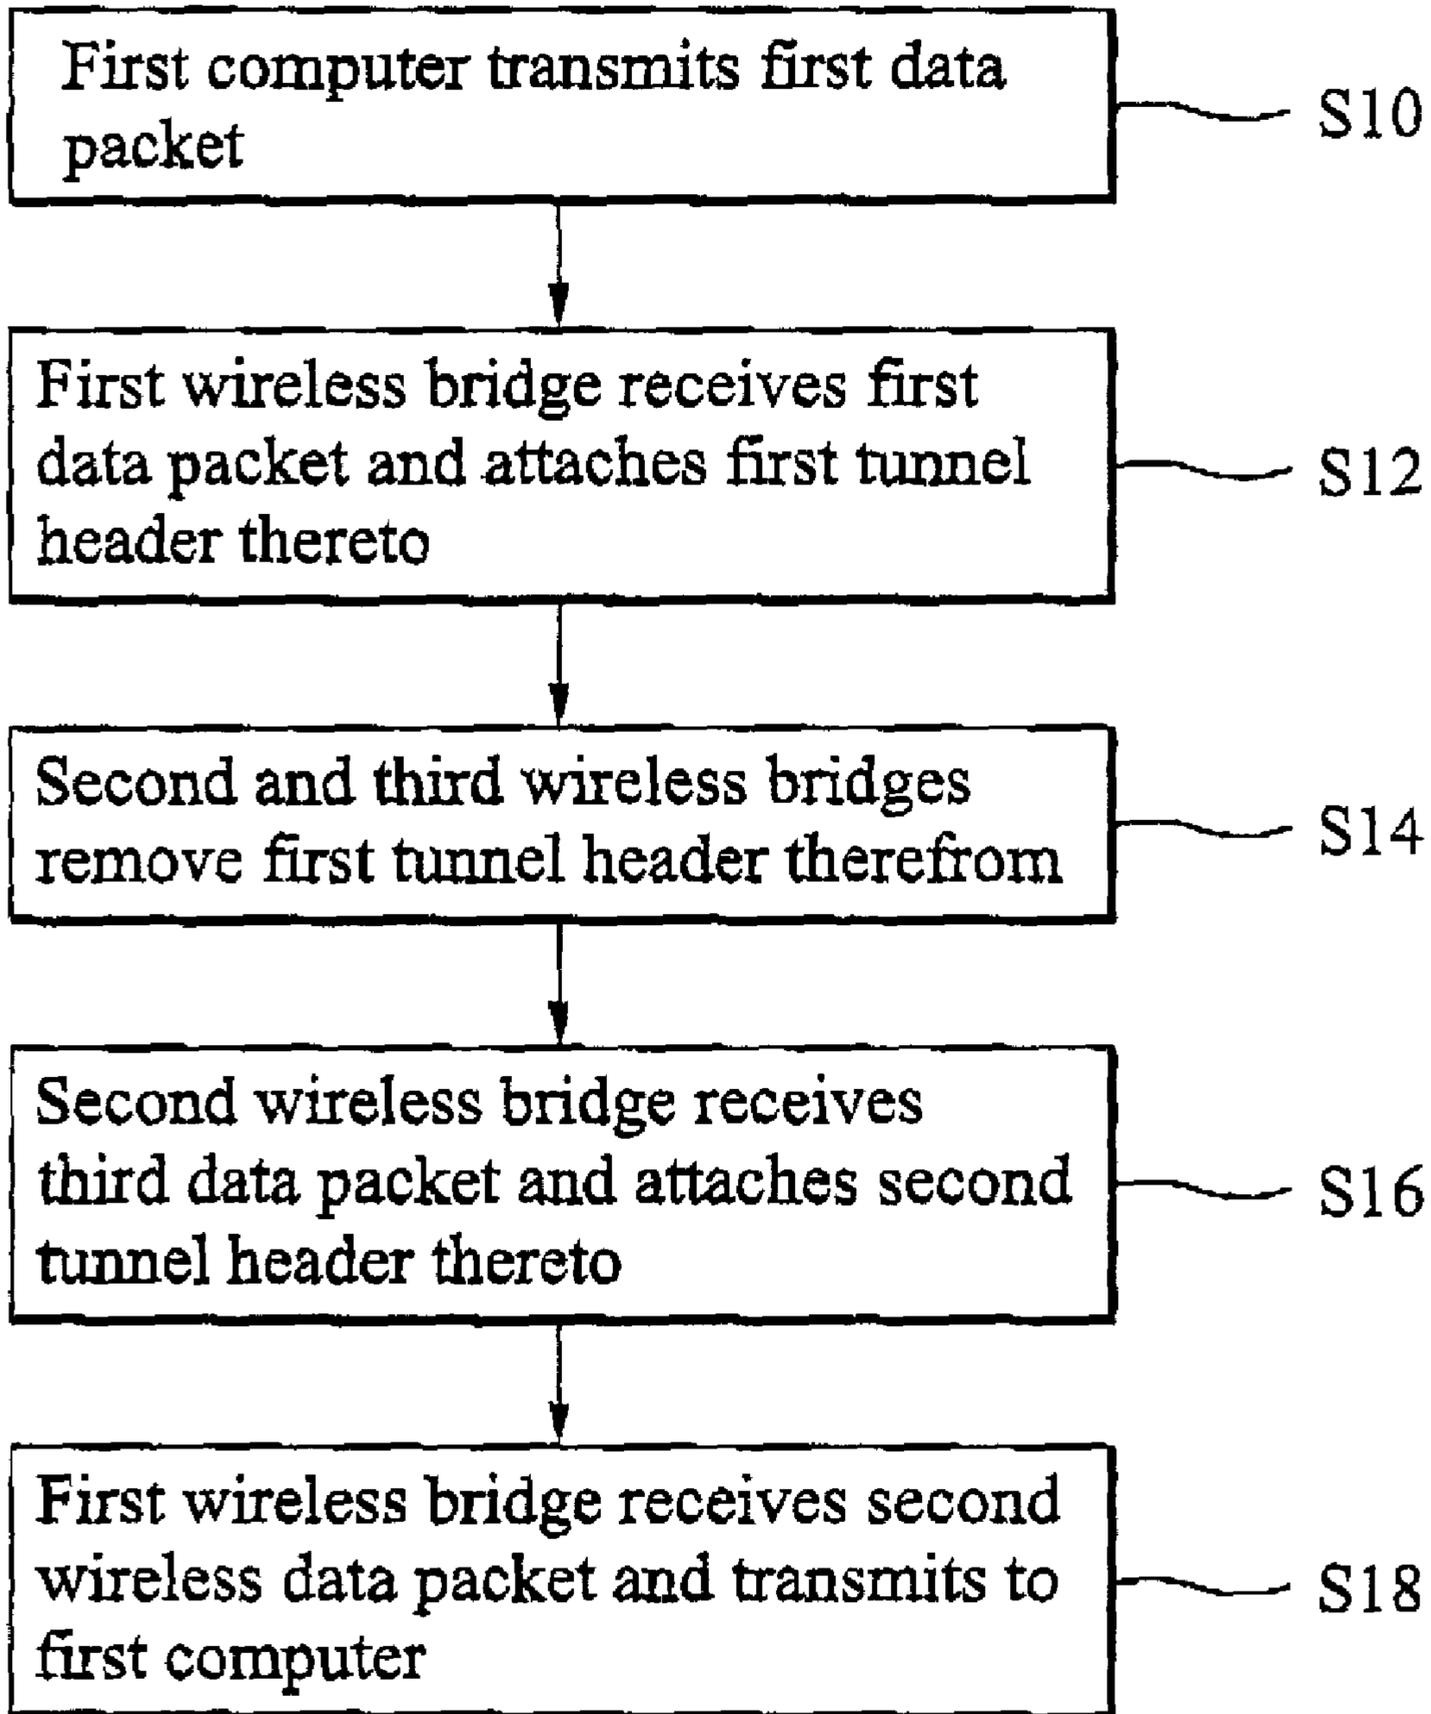 First computer transmits first data
packet
S10
First wireless bridge receives first
data packet and attaches first tunnel
header thereto
S12
Second and third wireless bridges
remove first tunnel header therefrom
S14
Second wireless bridge receives
third data packet and attaches second
tunnel header thereto
S16
First wireless bridge receives second
wireless data packet and transmits to
first computer
S18